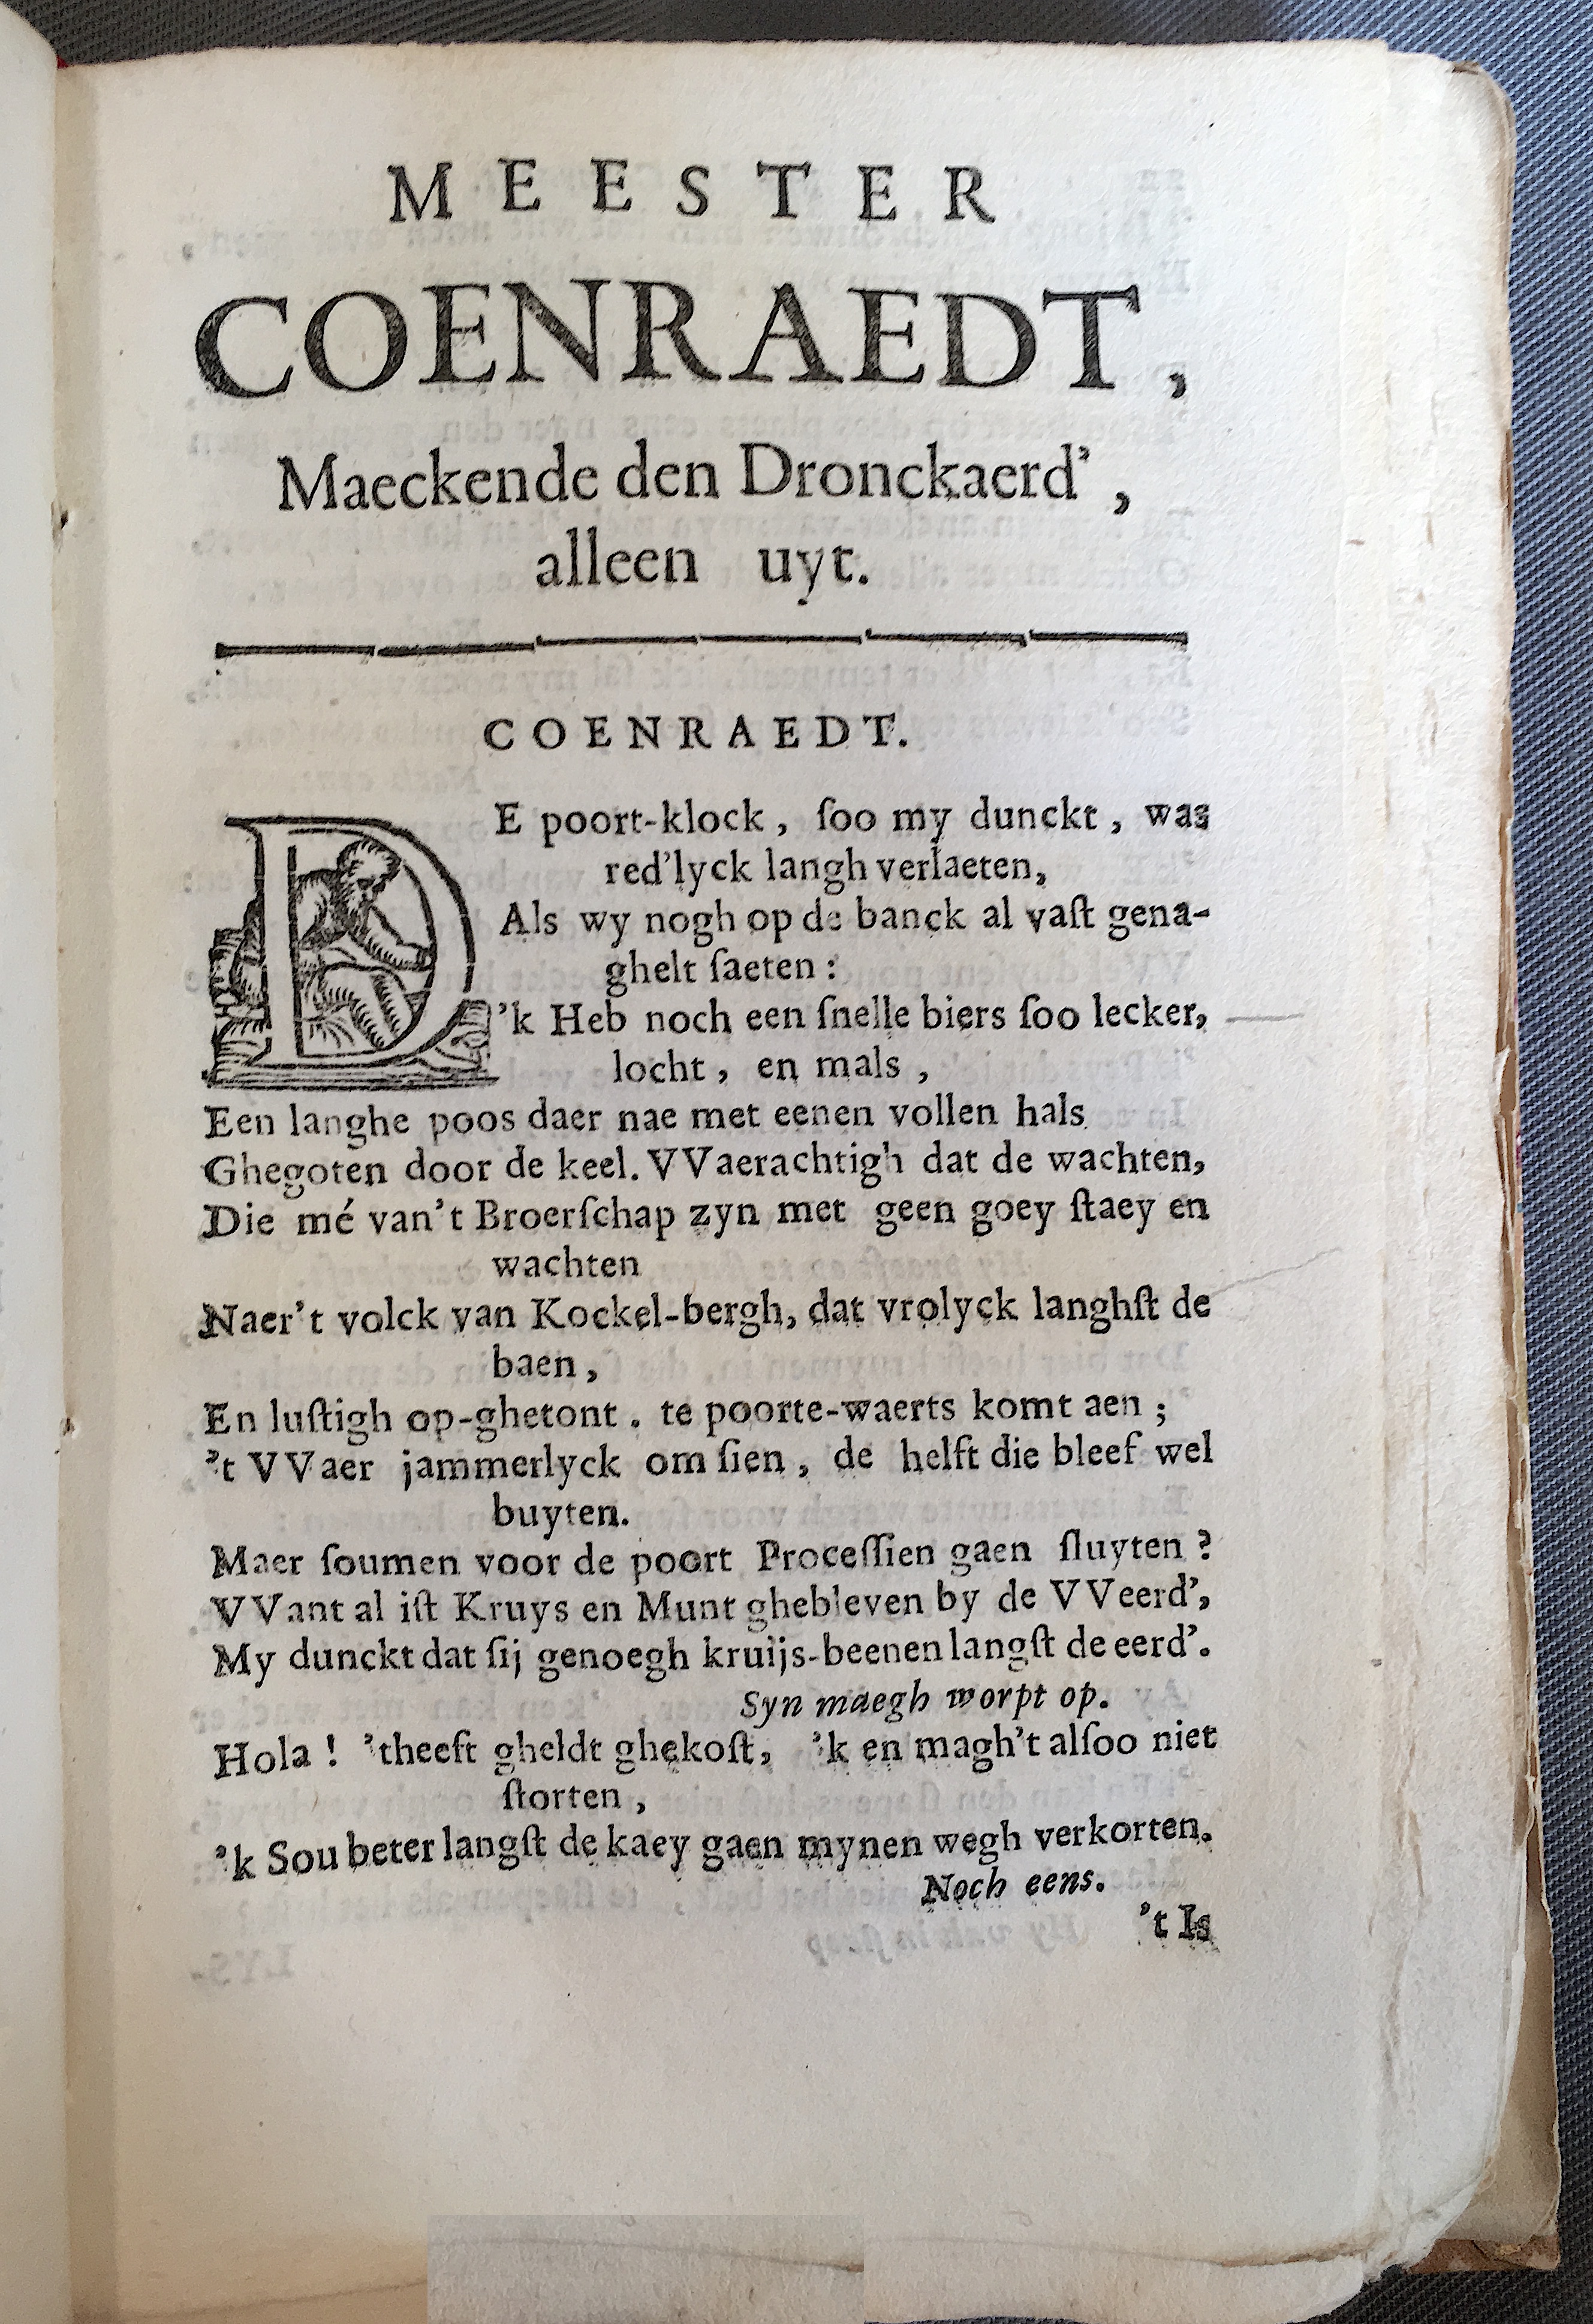 MEESTER
COENRAEDT,
Maeckende den Dronckaerd',
alleen uyt.
COENRAEDT.
DE poort-klock, ſoo my dunckt, was
red'lyck langh verlaeten,
Als wy nogh op de banck al vaſt gena-
ghelt ſaeten:
'k Heb noch een ſnelle biers ſoo lecker,
locht, en mals,
Een langhe poos daer nae met eenen vollen hals
Ghegoten door de keel. VVaerachtigh dat de wachten,
Die mé van't Broerſchap zyn met geen goey ſtaey en
wachten
Naer't volck van Kockel-bergh, dat vrolyck langhſt de
baen,
En luſtigh op-ghetont. te poorte-waerts komt aen;
't VVaer jammerlyck om ſien, de helft die bleef wel
buyten.
Maer ſoumen voor de poort Proceſſien gaen ſluyten?
VVant al iſt Kruys en Munt ghebleven by de VVeerd',
My dunckt dat ſij genoegh kruijs-beenen langſt de eerd'.
Syn maegh worpt op.
Hola! 'theeft gheldt ghekoſt, 'k en magh't alſoo niet
ſtorten,
'k Sou beter langſt de kaey gaen mynen wegh verkorten.
Noch eens.
't Is